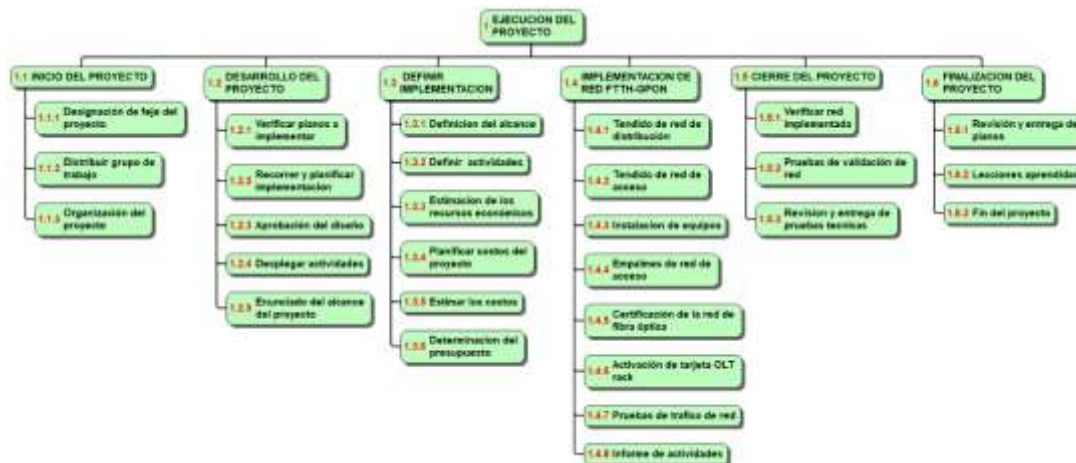 1 EJECUCION DEL
PROYECTO
1.1 INICIO DEL PROYECTO
1.1.1 Designación de feje del
proyecto
1.1.2 Distribuir grupo de
trabajo
1.1.3 Organización del
proyecto
1.2 DESARROLLO DEL
PROYECTO
1.2.1 Verificar planos a
implementar
1.2.2 Recorrer y planificar
implementacion
1.2.3 Aprobación del diseño
1.2.4 Desplegar actividades
1.2.5 Enunciado del alcance
del proyecto
1.3 DEFINIR
IMPLEMENTACION
1.3.1 Definicion del alcance
1.3.2 Definir actividades
1.3.3 Estimacion de los
recursos económicos
1.3.4 Planificar costos del
proyecto
1.3.5 Estimar los costos
1.3.6 Determinacion del
presupuesto
1.4 IMPLEMENTACION DE
RED FTTH-GPON
1.4.1 Tendido de red de
distribución
1.4.2 Tendido de red de
acceso
1.4.3 Instalacion de equipos
1.4.4 Empalmes de red de
acceso
1.4.5 Certificación de la red de
fibra óptica
1.4.6 Activación de tarjeta OLT
rack
1.4.7 Pruebas de trafico de red
1.4.8 Informe de actividades
1.5 CIERRE DEL PROYECTO
1.5.1 Verificar red
implementada
1.5.2 Pruebas de validación de
red
1.5.3 Revision y entrega de
pruebas tecnicas
1.6 FINALIZACION DEL
PROYECTO
1.6.1 Revisión y entrega de
planos
1.6.2 Lecciones aprendidas
Fin del proyecto